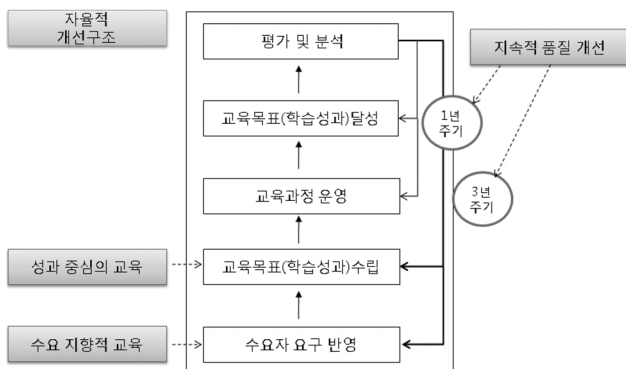 자율적
개선구조
평가 및 분석
지속적 품질 개선
교육목표(학습성과)달성
1년
주기
교육과정 운영
3년
주기
성과 중심의 교육
교육목표(학습성과)수립
수요 지향적 교육
수요자 요구 반영